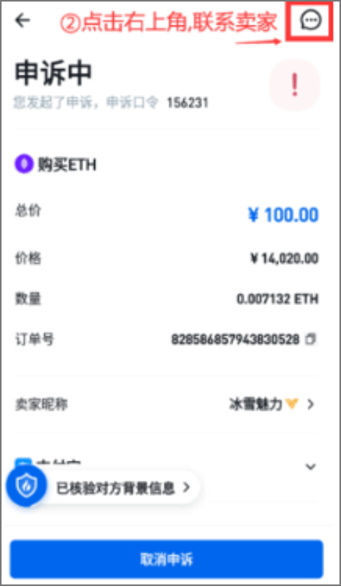 ②点击右上角,联系卖家
申诉中
您发起了申诉，申诉口令 156231
购买ETH
总价 ¥ 100.00
价格 ¥ 14,020.00
数量 0.007132 ETH
订单号 828586857943830528
卖家昵称 冰雪魅力
已核验对方背景信息
取消申诉